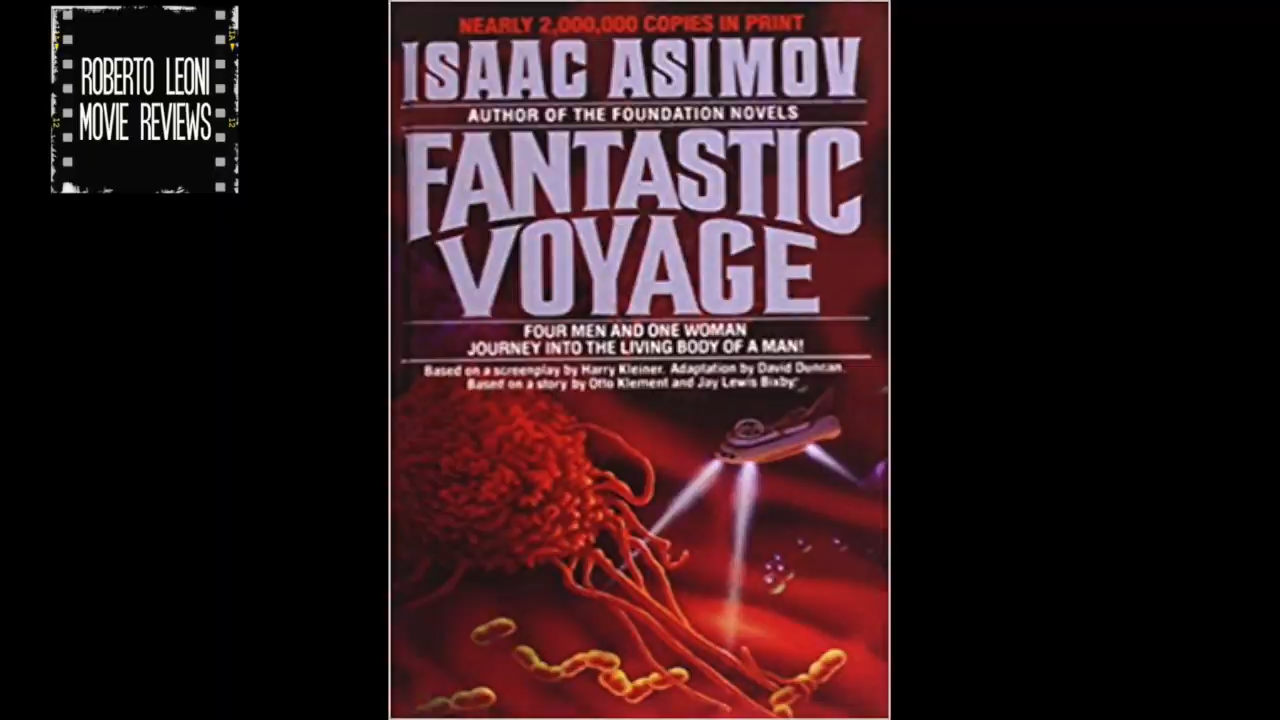 ROBERTO LEONI
MOVIE REVIEWS
NEARLY 2,000,000 COPIES IN PRINT
ISAAC ASIMOV
AUTHOR OF THE FOUNDATION NOVELS
FANTASTIC
VOYAGE
FOUR MEN AND ONE WOMAN
JOURNEY INTO THE LIVING BODY OF A MAN!
Based on a screenplay by Harry Kleiner. Adaptation by David Duncan.
Based on a story by Otto Klement and Jay Lewis Bixby.
12